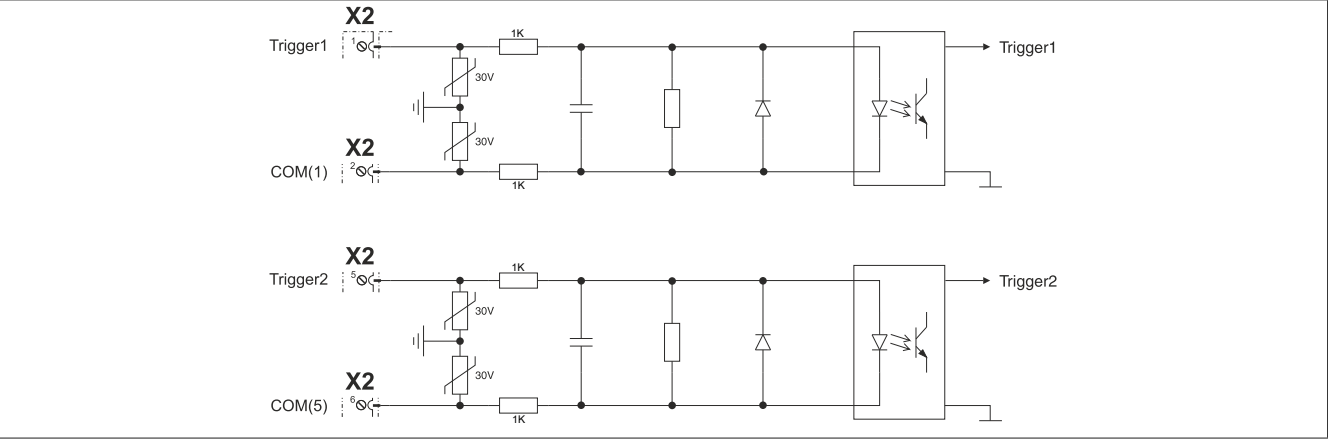 X2
1K
Trigger1 1 Trigger1
30V
30V
X2
COM(1) 2
1K
X2
1K
Trigger2 5 Trigger2
30V
30V
X2
COM(5) 6
1K